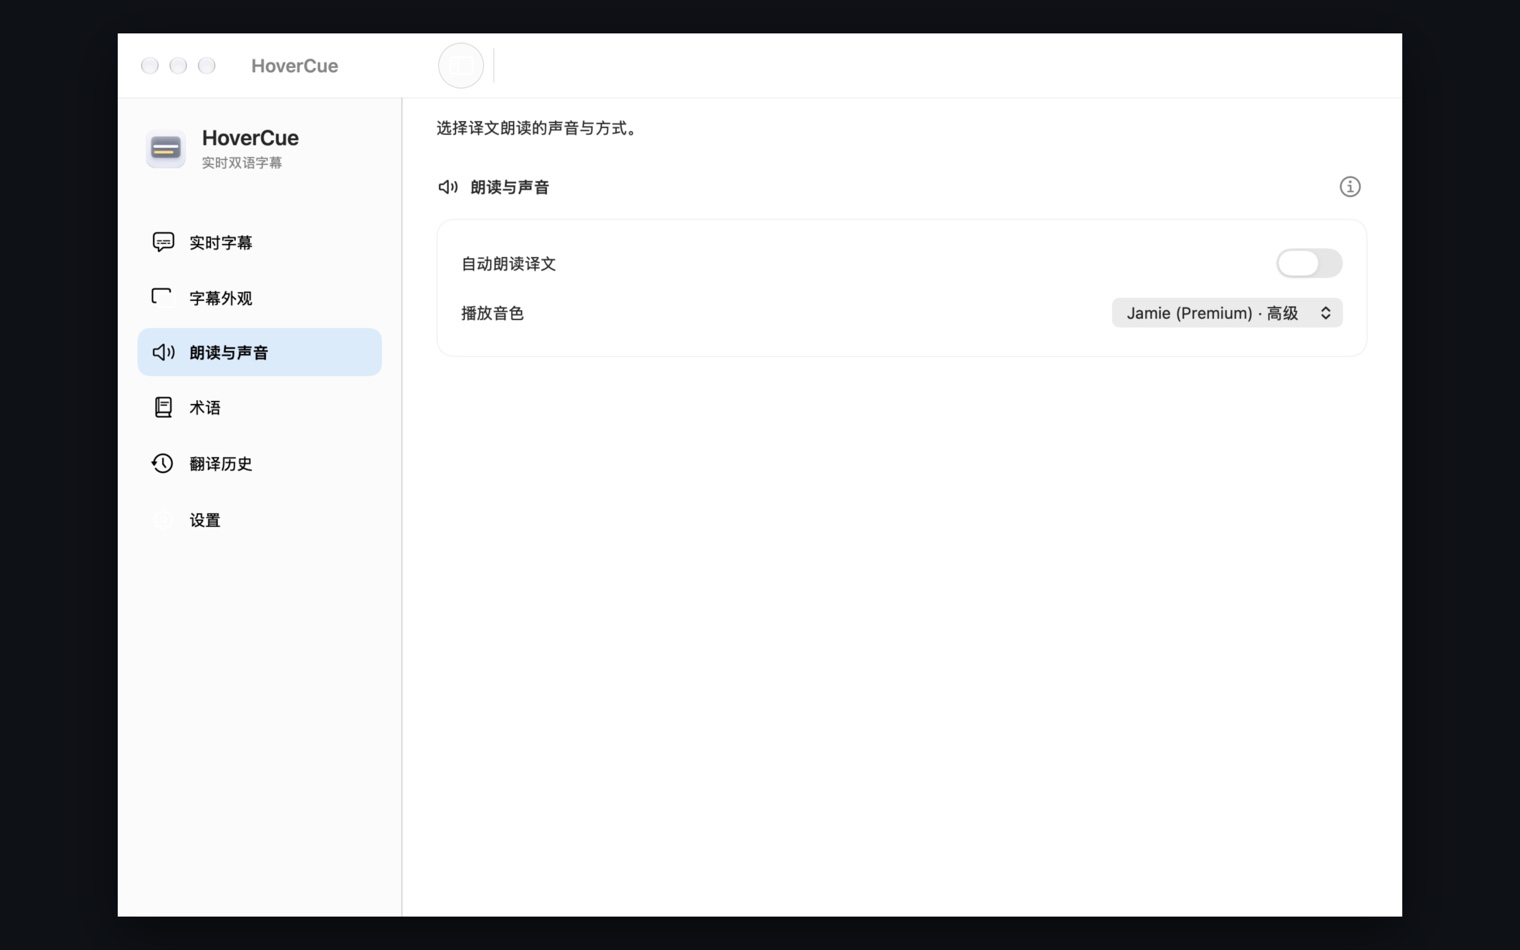 HoverCue
HoverCue
实时双语字幕
实时字幕
字幕外观
朗读与声音
术语
翻译历史
设置
选择译文朗读的声音与方式。
朗读与声音
自动朗读译文
播放音色
Jamie (Premium) · 高级